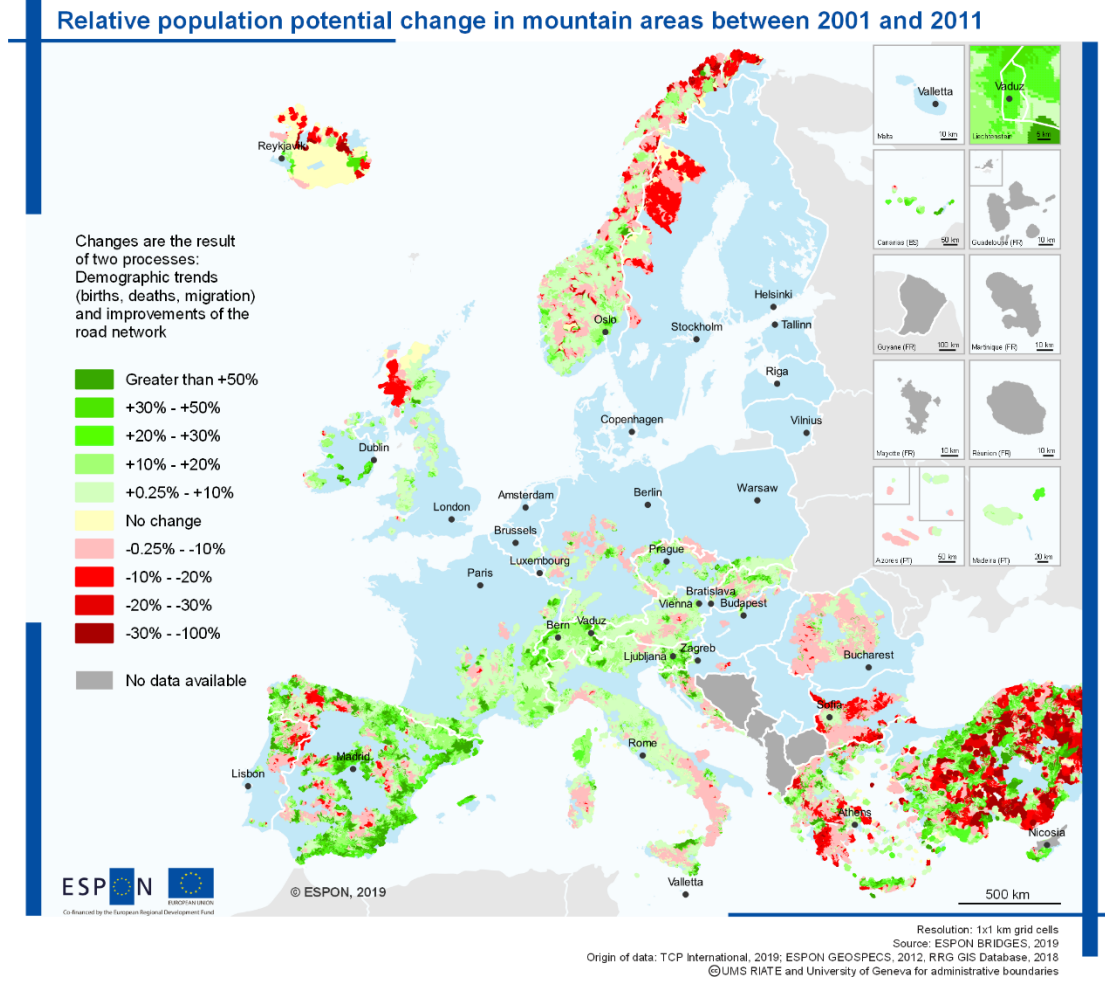 Relative population potential change in mountain areas between 2001 and 2011
Valletta
Malta
10 km
Vaduz
Liechtenstein
5 km
Reykjavik
Canarias (ES)
50 km
Guadeloupe (FR)
10 km
Changes are the result
of two processes:
Demographic trends
(births, deaths, migration)
and improvements of the
road network
Guyane (FR)
100 km
Martinique (FR)
10 km
Helsinki
Tallinn
Oslo
Stockholm
Riga
Mayotte (FR)
10 km
Réunion (FR)
10 km
Greater than +50%
+30% - +50%
+20% - +30%
+10% - +20%
+0.25% - +10%
No change
-0.25% - -10%
-10% - -20%
-20% - -30%
-30% - -100%
No data available
Copenhagen
Vilnius
Dublin
Azores (PT)
50 km
Madeira (PT)
20 km
London
Amsterdam
Berlin
Warsaw
Brussels
Luxembourg
Prague
Paris
Bratislava
Vienna
Budapest
Bern
Vaduz
Ljubljana
Zagreb
Bucharest
Sofia
Madrid
Rome
Lisbon
Athens
Nicosia
Valletta
500 km
ESPON
EUROPEAN UNION
Co-financed by the European Regional Development Fund
© ESPON, 2019
Resolution: 1x1 km grid cells
Source: ESPON BRIDGES, 2019
Origin of data: TCP International, 2019; ESPON GEOSPECS, 2012, RRG GIS Database, 2018
©UMS RIATE and University of Geneva for administrative boundaries